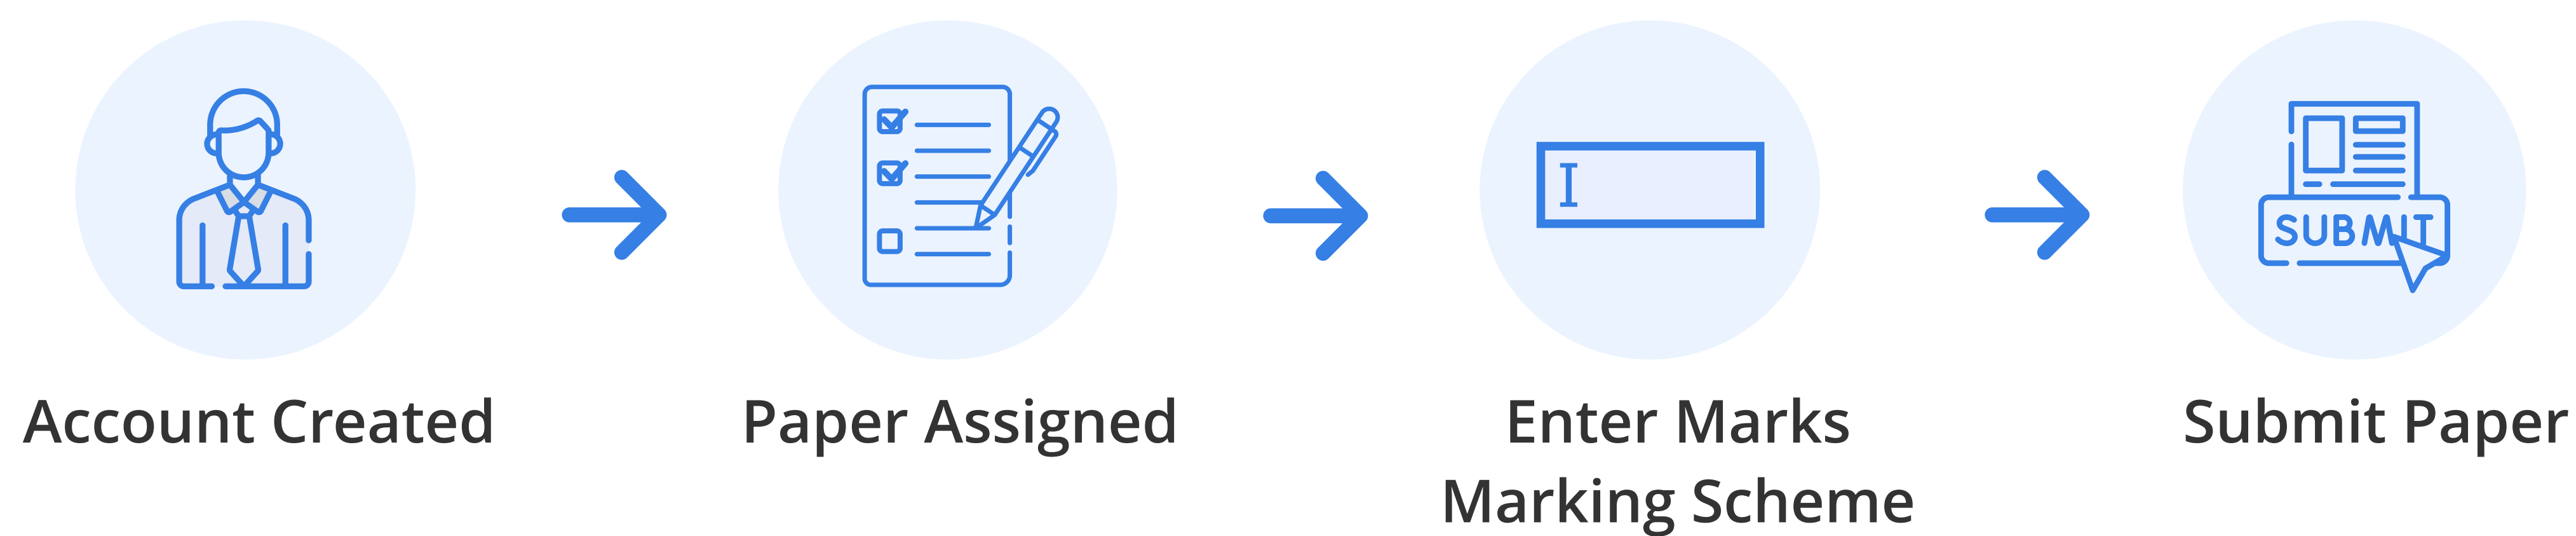 SUBMIT
Account Created
Paper Assigned
Enter Marks
Marking Scheme
Submit Paper